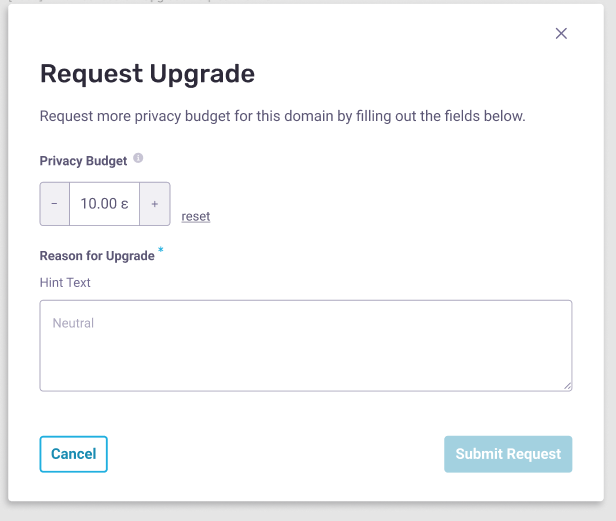 Request Upgrade
Request more privacy budget for this domain by filling out the fields below.
Privacy Budget
- 10.00 ε +
reset
Reason for Upgrade *
Hint Text
Neutral
Cancel
Submit Request